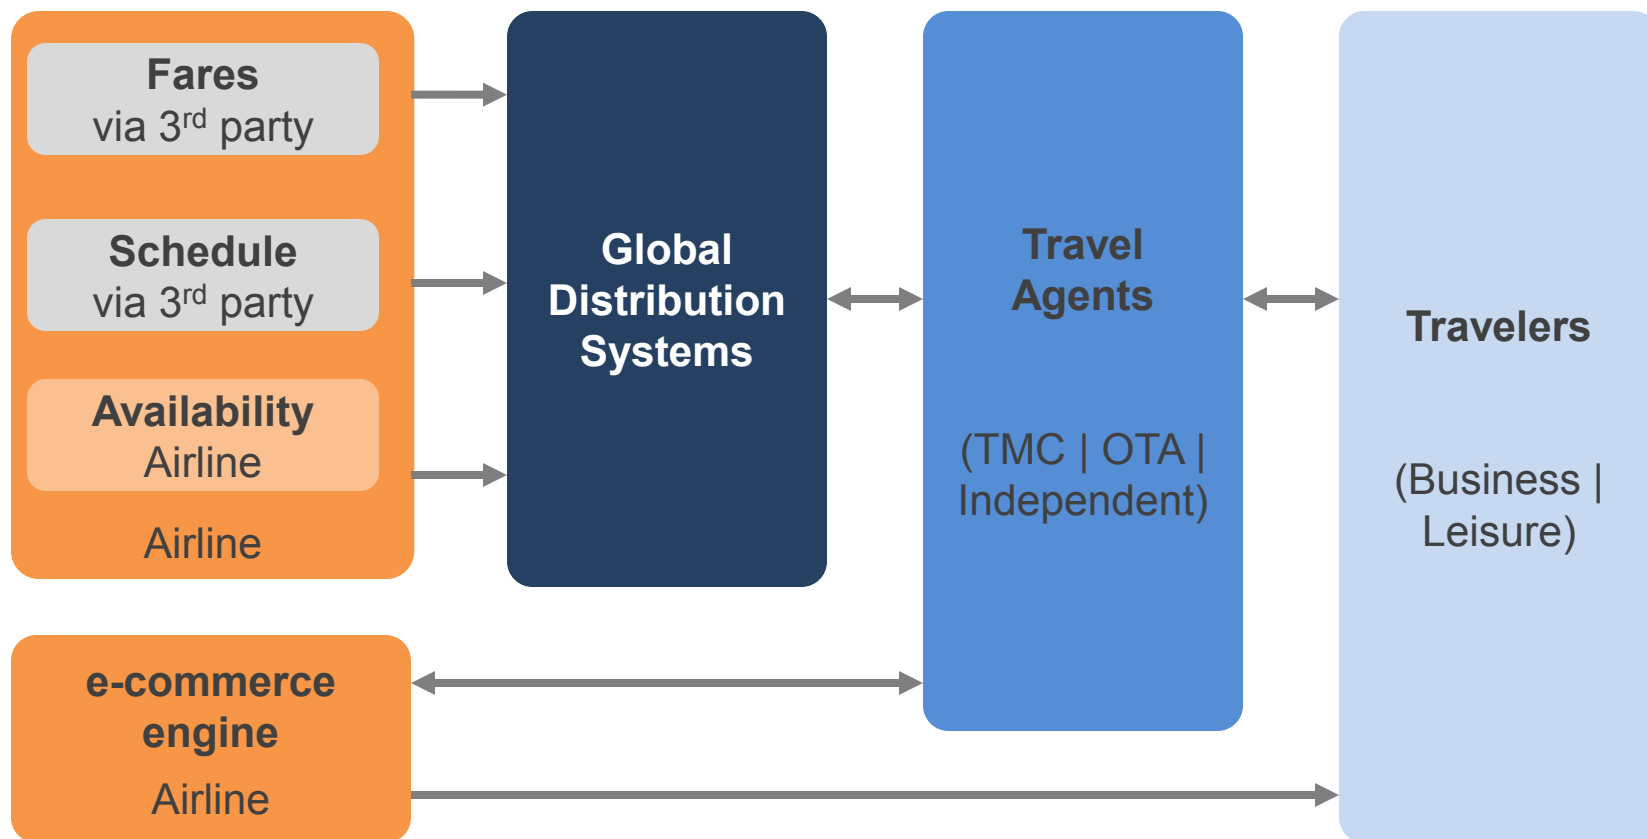 Fares
via 3rd party
Schedule
via 3rd party
Availability
Airline
Airline
Global
Distribution
Systems
Travel
Agents
(TMC | OTA |
Independent)
Travelers
(Business |
Leisure)
e-commerce
engine
Airline